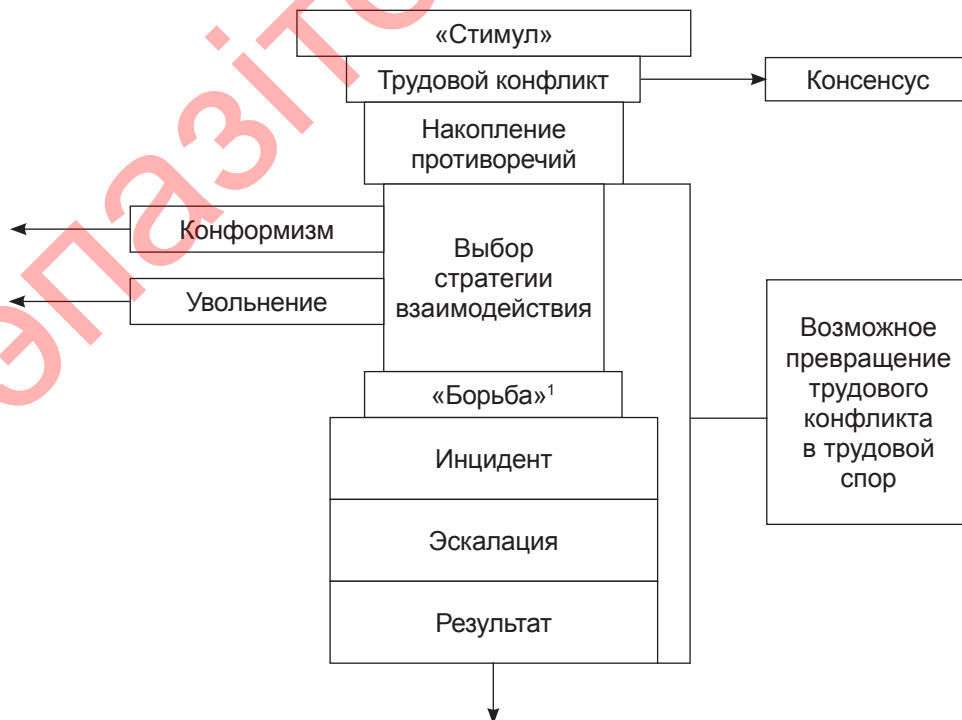 «Стимул»
Трудовой конфликт
Консенсус
Накопление
противоречий
Конформизм
Увольнение
Выбор
стратегии
взаимодействия
Возможное
превращение
трудового
конфликта
в трудовой
спор
«Борьба»¹
Инцидент
Эскалация
Результат
эпазіто